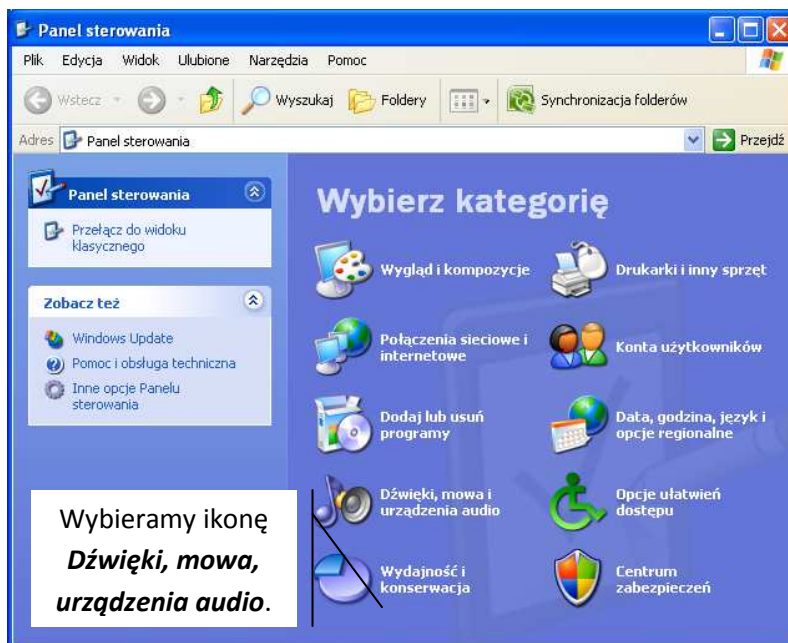 Panel sterowania
Plik Edycja Widok Ulubione Narzędzia Pomoc
Wstecz Wyszukaj Foldery Synchronizacja folderów
Adres Panel sterowania Przejdź
Panel sterowania
Przełącz do widoku
klasycznego
Zobacz też
Windows Update
Pomoc i obsługa techniczna
Inne opcje Panelu
sterowania
Wybierz kategorię
Wygląd i kompozycje
Drukarki i inny sprzęt
Połączenia sieciowe i
internetowe
Konta użytkowników
Dodaj lub usuń
programy
Data, godzina, język i
opcje regionalne
Dźwięki, mowa i
urządzenia audio
Opcje ułatwień
dostępu
Wydajność i
konserwacja
Centrum
zabezpieczeń
Wybieramy ikonę
Dźwięki, mowa,
urządzenia audio.